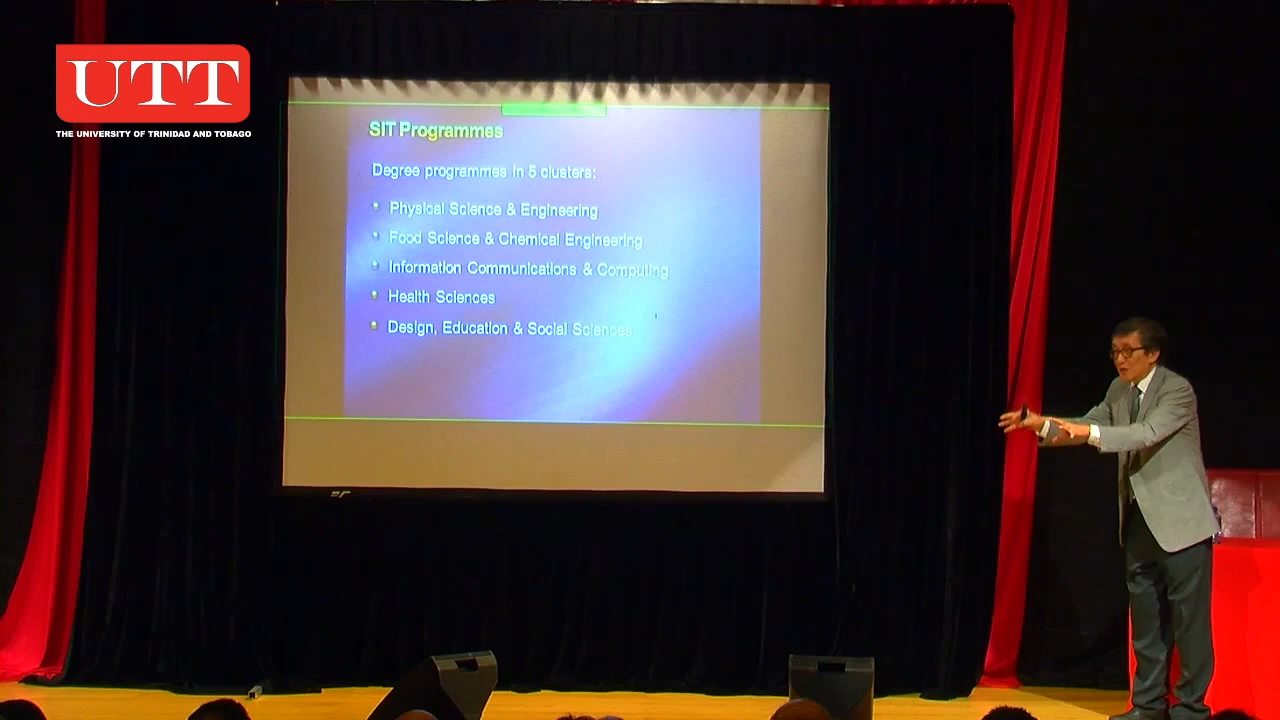 UTT
THE UNIVERSITY OF TRINIDAD AND TOBAGO
SIT Programmes
Degree programmes in 5 clusters:
• Physical Science & Engineering
• Food Science & Chemical Engineering
• Information Communications & Computing
• Health Sciences
• Design, Education & Social Sciences